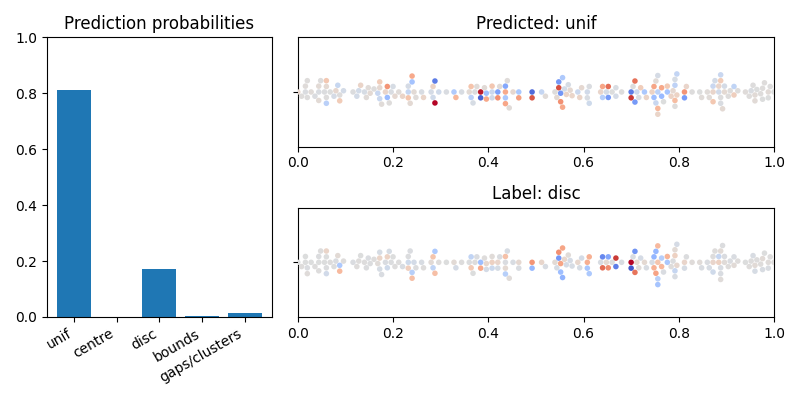 Prediction probabilities
1.0
0.8
0.6
0.4
0.2
0.0
unif
centre
disc
bounds
gaps/clusters
Predicted: unif
0.0 0.2 0.4 0.6 0.8 1.0
Label: disc
0.0 0.2 0.4 0.6 0.8 1.0